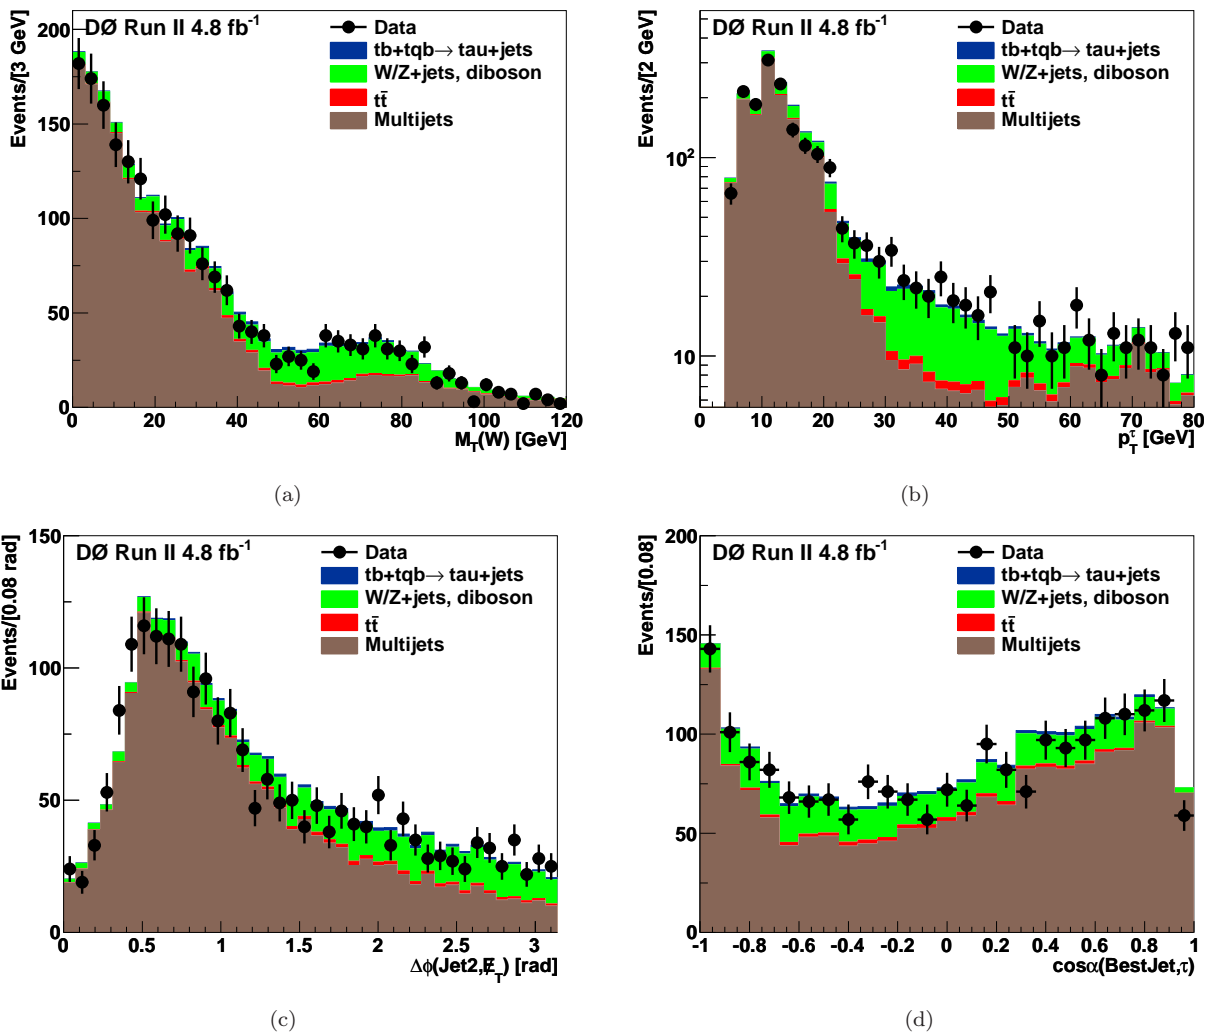 DØ Run II 4.8 fb⁻¹
Data
tb+tqb→ tau+jets
W/Z+jets, diboson
tt̄
Multijets
Events/[3 GeV]
200
150
100
50
0
0 20 40 60 80 100 120
M_T(W) [GeV]
(a)
DØ Run II 4.8 fb⁻¹
Data
tb+tqb→ tau+jets
W/Z+jets, diboson
tt̄
Multijets
Events/[2 GeV]
10²
10
0 10 20 30 40 50 60 70 80
p_T^τ [GeV]
(b)
DØ Run II 4.8 fb⁻¹
Data
tb+tqb→ tau+jets
W/Z+jets, diboson
tt̄
Multijets
Events/[0.08 rad]
150
100
50
0
0 0.5 1 1.5 2 2.5 3
Δϕ(Jet2,E̸_T) [rad]
(c)
DØ Run II 4.8 fb⁻¹
Data
tb+tqb→ tau+jets
W/Z+jets, diboson
tt̄
Multijets
Events/[0.08]
200
150
100
50
0
-1 -0.8 -0.6 -0.4 -0.2 0 0.2 0.4 0.6 0.8 1
cosα(BestJet,τ)
(d)